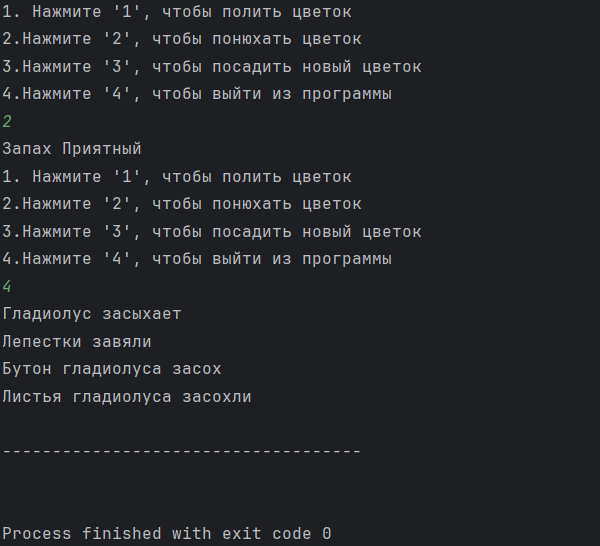 1. Нажмите '1', чтобы полить цветок
2.Нажмите '2', чтобы понюхать цветок
3.Нажмите '3', чтобы посадить новый цветок
4.Нажмите '4', чтобы выйти из программы
2
Запах Приятный
1. Нажмите '1', чтобы полить цветок
2.Нажмите '2', чтобы понюхать цветок
3.Нажмите '3', чтобы посадить новый цветок
4.Нажмите '4', чтобы выйти из программы
4
Гладиолус засыхает
Лепестки завяли
Бутон гладиолуса засох
Листья гладиолуса засохли
------------------------------------
Process finished with exit code 0